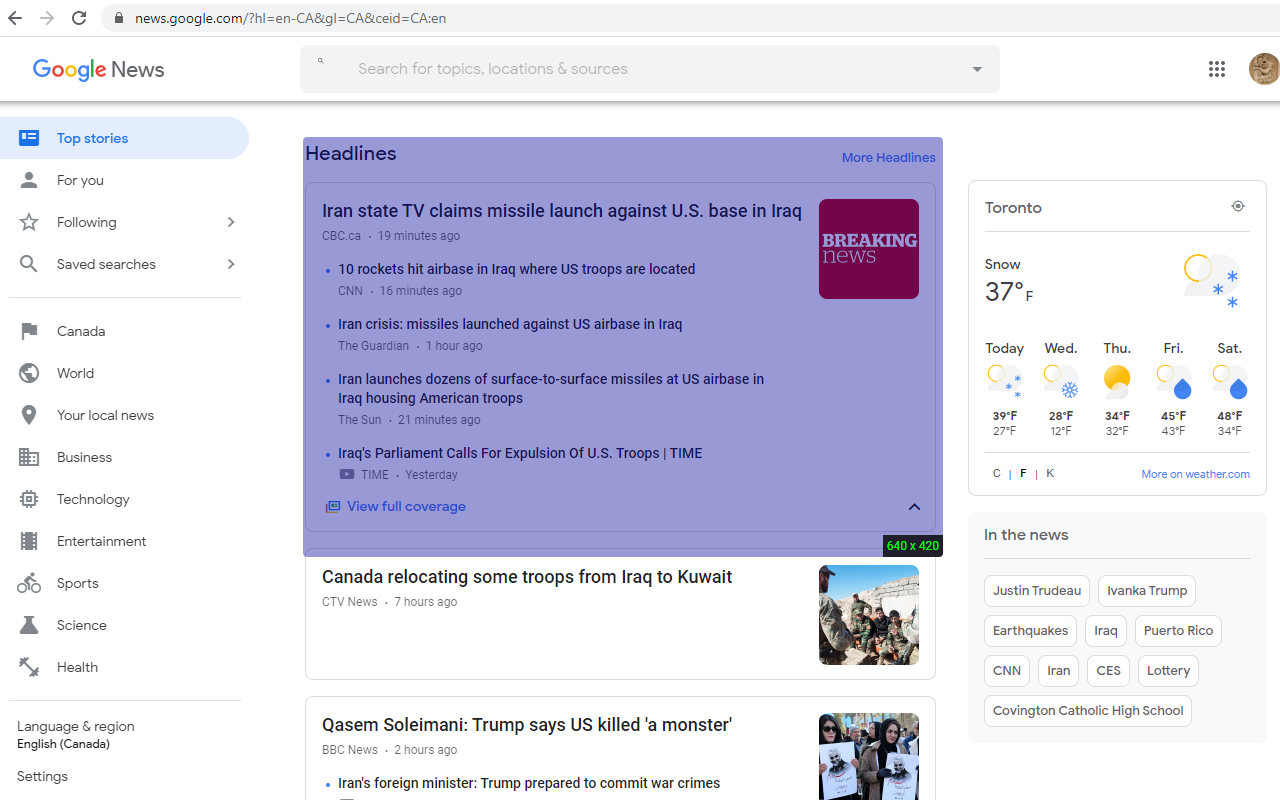 news.google.com/?hl=en-CA&gl=CA&ceid=CA:en
Google News
Search for topics, locations & sources
Top stories
For you
Following
Saved searches
Canada
World
Your local news
Business
Technology
Entertainment
Sports
Science
Health
Language & region
English (Canada)
Settings
Headlines
More Headlines
Iran state TV claims missile launch against U.S. base in Iraq
CBC.ca · 19 minutes ago
BREAKING
news
10 rockets hit airbase in Iraq where US troops are located
CNN · 16 minutes ago
Iran crisis: missiles launched against US airbase in Iraq
The Guardian · 1 hour ago
Iran launches dozens of surface-to-surface missiles at US airbase in
Iraq housing American troops
The Sun · 21 minutes ago
Iraq's Parliament Calls For Expulsion Of U.S. Troops | TIME
TIME · Yesterday
View full coverage
640 x 420
Canada relocating some troops from Iraq to Kuwait
CTV News · 7 hours ago
Qasem Soleimani: Trump says US killed 'a monster'
BBC News · 2 hours ago
Iran's foreign minister: Trump prepared to commit war crimes
Toronto
Snow
37°F
Today Wed. Thu. Fri. Sat.
39°F 28°F 34°F 45°F 48°F
27°F 12°F 32°F 43°F 34°F
C | F | K
More on weather.com
In the news
Justin Trudeau Ivanka Trump
Earthquakes Iraq Puerto Rico
CNN Iran CES Lottery
Covington Catholic High School